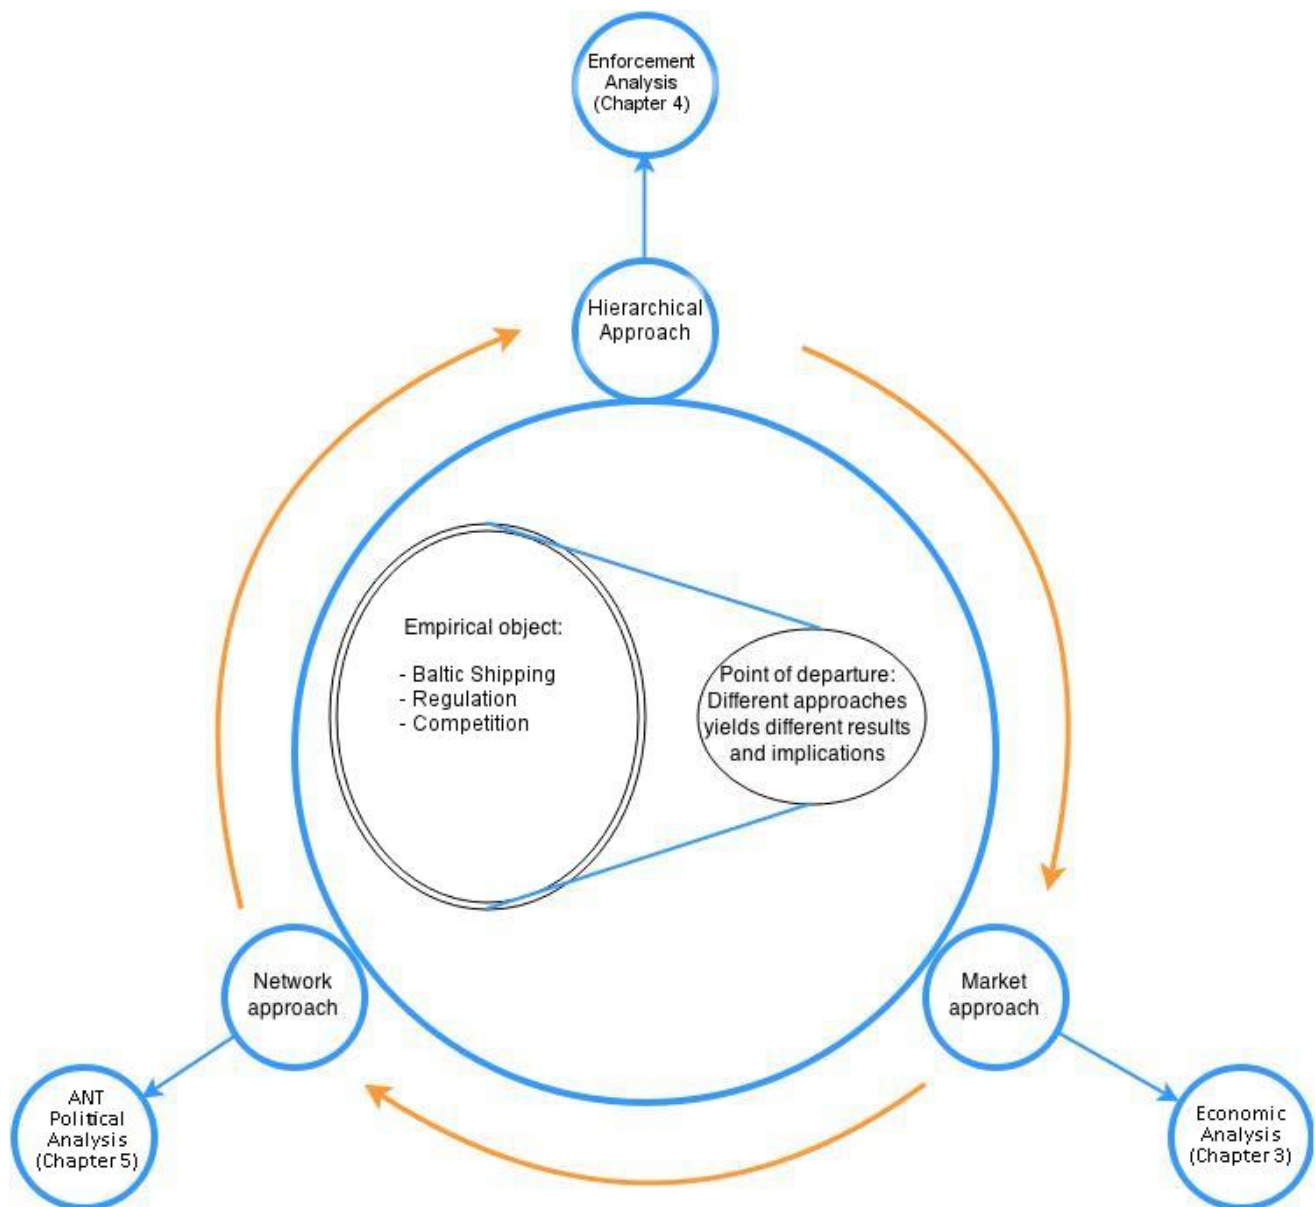 Enforcement
Analysis
(Chapter 4)
Hierarchical
Approach
Empirical object:
- Baltic Shipping
- Regulation
- Competition
Point of departure:
Different approaches
yields different results
and implications
Network
approach
Market
approach
ANT
Political
Analysis
(Chapter 5)
Economic
Analysis
(Chapter 3)